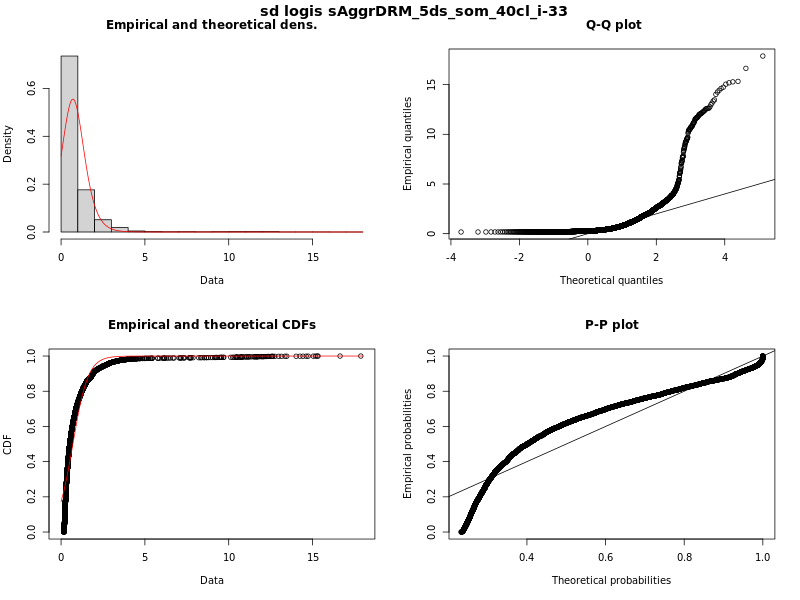 sd logis sAggrDRM_5ds_som_40cl_i-33
Empirical and theoretical dens.
Density
0.0 0.2 0.4 0.6
0 5 10 15
Data
Q-Q plot
Empirical quantiles
0 5 10 15
-4 -2 0 2 4
Theoretical quantiles
Empirical and theoretical CDFs
CDF
0.0 0.2 0.4 0.6 0.8 1.0
0 5 10 15
Data
P-P plot
Empirical probabilities
0.0 0.2 0.4 0.6 0.8 1.0
0.4 0.6 0.8 1.0
Theoretical probabilities